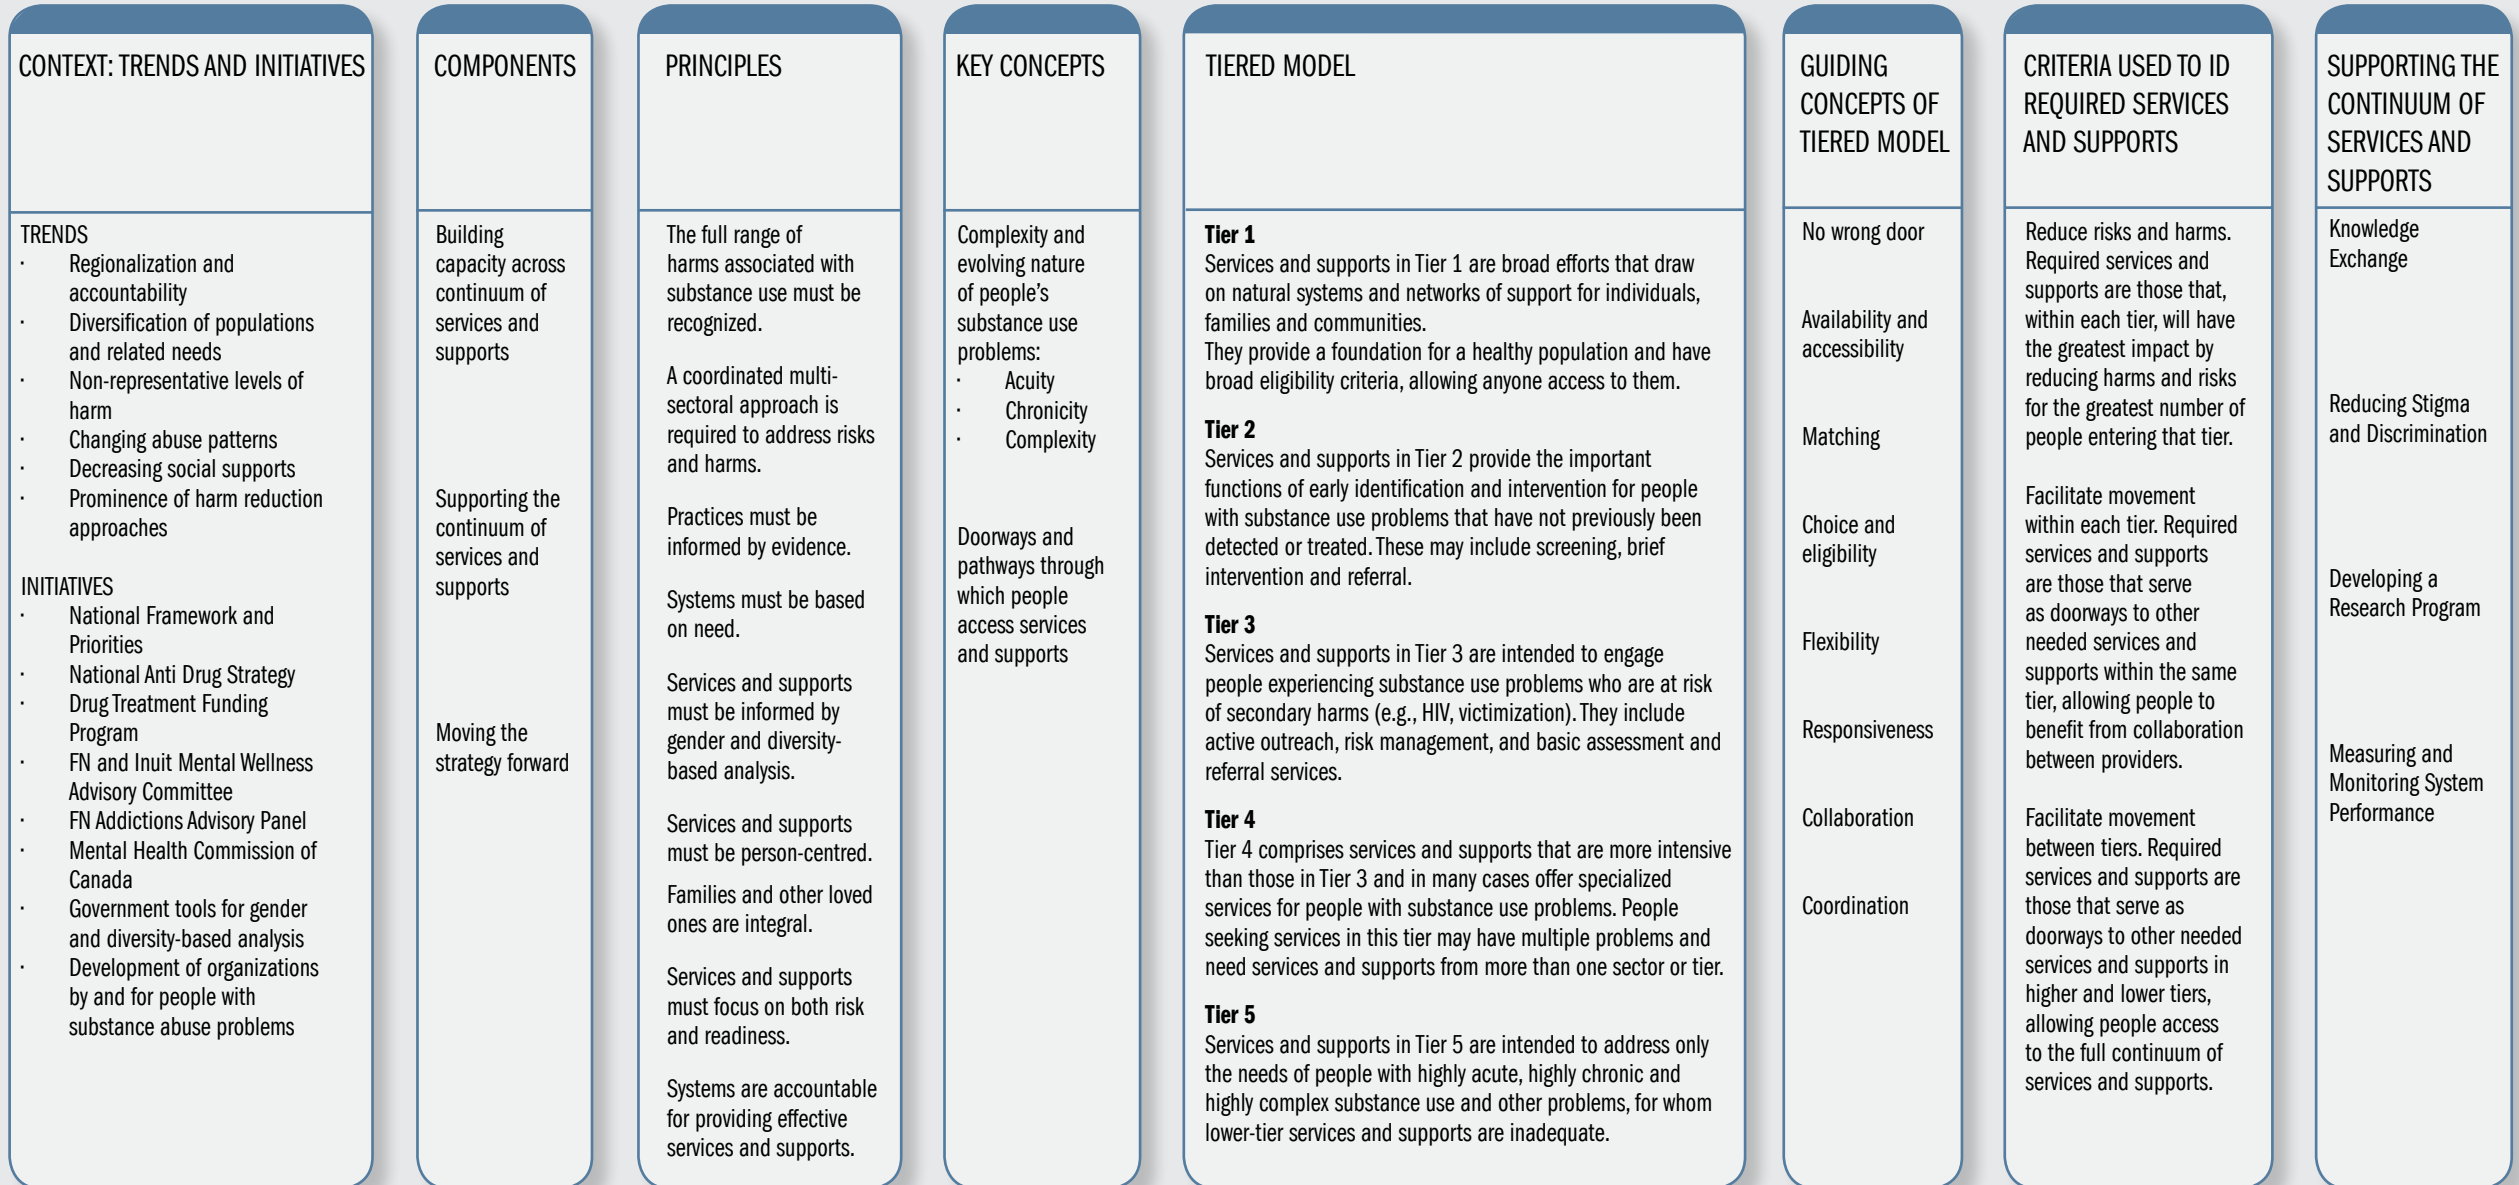 CONTEXT: TRENDS AND INITIATIVES
TRENDS
· Regionalization and
accountability
· Diversification of populations
and related needs
· Non-representative levels of
harm
· Changing abuse patterns
· Decreasing social supports
· Prominence of harm reduction
approaches
INITIATIVES
· National Framework and
Priorities
· National Anti Drug Strategy
· Drug Treatment Funding
Program
· FN and Inuit Mental Wellness
Advisory Committee
· FN Addictions Advisory Panel
· Mental Health Commission of
Canada
· Government tools for gender
and diversity-based analysis
· Development of organizations
by and for people with
substance abuse problems
COMPONENTS
Building
capacity across
continuum of
services and
supports
Supporting the
continuum of
services and
supports
Moving the
strategy forward
PRINCIPLES
The full range of
harms associated with
substance use must be
recognized.
A coordinated multi-
sectoral approach is
required to address risks
and harms.
Practices must be
informed by evidence.
Systems must be based
on need.
Services and supports
must be informed by
gender and diversity-
based analysis.
Services and supports
must be person-centred.
Families and other loved
ones are integral.
Services and supports
must focus on both risk
and readiness.
Systems are accountable
for providing effective
services and supports.
KEY CONCEPTS
Complexity and
evolving nature
of people's
substance use
problems:
· Acuity
· Chronicity
· Complexity
Doorways and
pathways through
which people
access services
and supports
TIERED MODEL
Tier 1
Services and supports in Tier 1 are broad efforts that draw
on natural systems and networks of support for individuals,
families and communities.
They provide a foundation for a healthy population and have
broad eligibility criteria, allowing anyone access to them.
Tier 2
Services and supports in Tier 2 provide the important
functions of early identification and intervention for people
with substance use problems that have not previously been
detected or treated. These may include screening, brief
intervention and referral.
Tier 3
Services and supports in Tier 3 are intended to engage
people experiencing substance use problems who are at risk
of secondary harms (e.g., HIV, victimization). They include
active outreach, risk management, and basic assessment and
referral services.
Tier 4
Tier 4 comprises services and supports that are more intensive
than those in Tier 3 and in many cases offer specialized
services for people with substance use problems. People
seeking services in this tier may have multiple problems and
need services and supports from more than one sector or tier.
Tier 5
Services and supports in Tier 5 are intended to address only
the needs of people with highly acute, highly chronic and
highly complex substance use and other problems, for whom
lower-tier services and supports are inadequate.
GUIDING
CONCEPTS OF
TIERED MODEL
No wrong door
Availability and
accessibility
Matching
Choice and
eligibility
Flexibility
Responsiveness
Collaboration
Coordination
CRITERIA USED TO ID
REQUIRED SERVICES
AND SUPPORTS
Reduce risks and harms.
Required services and
supports are those that,
within each tier, will have
the greatest impact by
reducing harms and risks
for the greatest number of
people entering that tier.
Facilitate movement
within each tier. Required
services and supports
are those that serve
as doorways to other
needed services and
supports within the same
tier, allowing people to
benefit from collaboration
between providers.
Facilitate movement
between tiers. Required
services and supports are
those that serve as
doorways to other needed
services and supports in
higher and lower tiers,
allowing people access
to the full continuum of
services and supports.
SUPPORTING THE
CONTINUUM OF
SERVICES AND
SUPPORTS
Knowledge
Exchange
Reducing Stigma
and Discrimination
Developing a
Research Program
Measuring and
Monitoring System
Performance